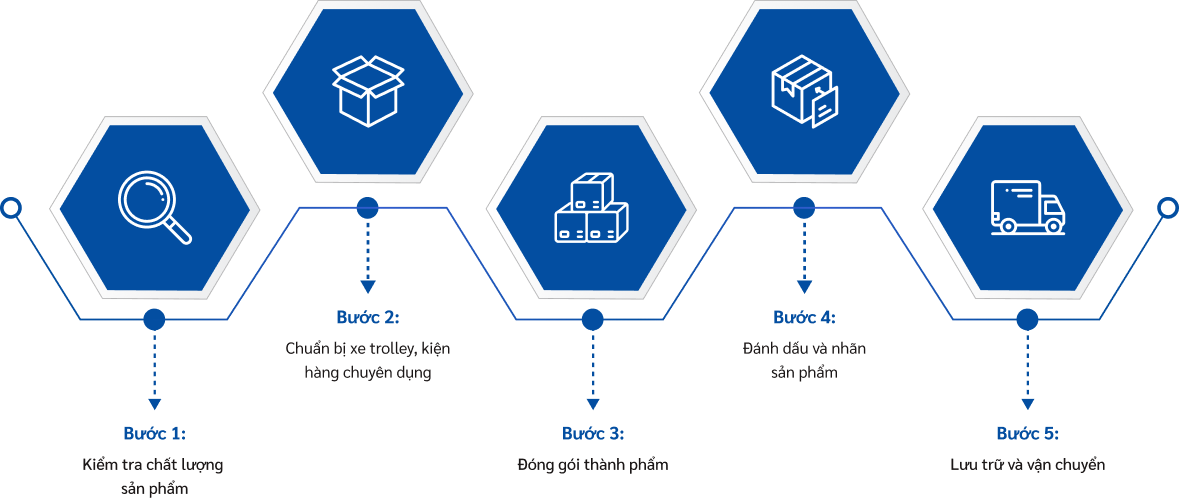 Bước 1:
Kiểm tra chất lượng
sản phẩm
Bước 2:
Chuẩn bị xe trolley, kiện
hàng chuyên dụng
Bước 3:
Đóng gói thành phẩm
Bước 4:
Đánh dấu và nhãn
sản phẩm
Bước 5:
Lưu trữ và vận chuyển